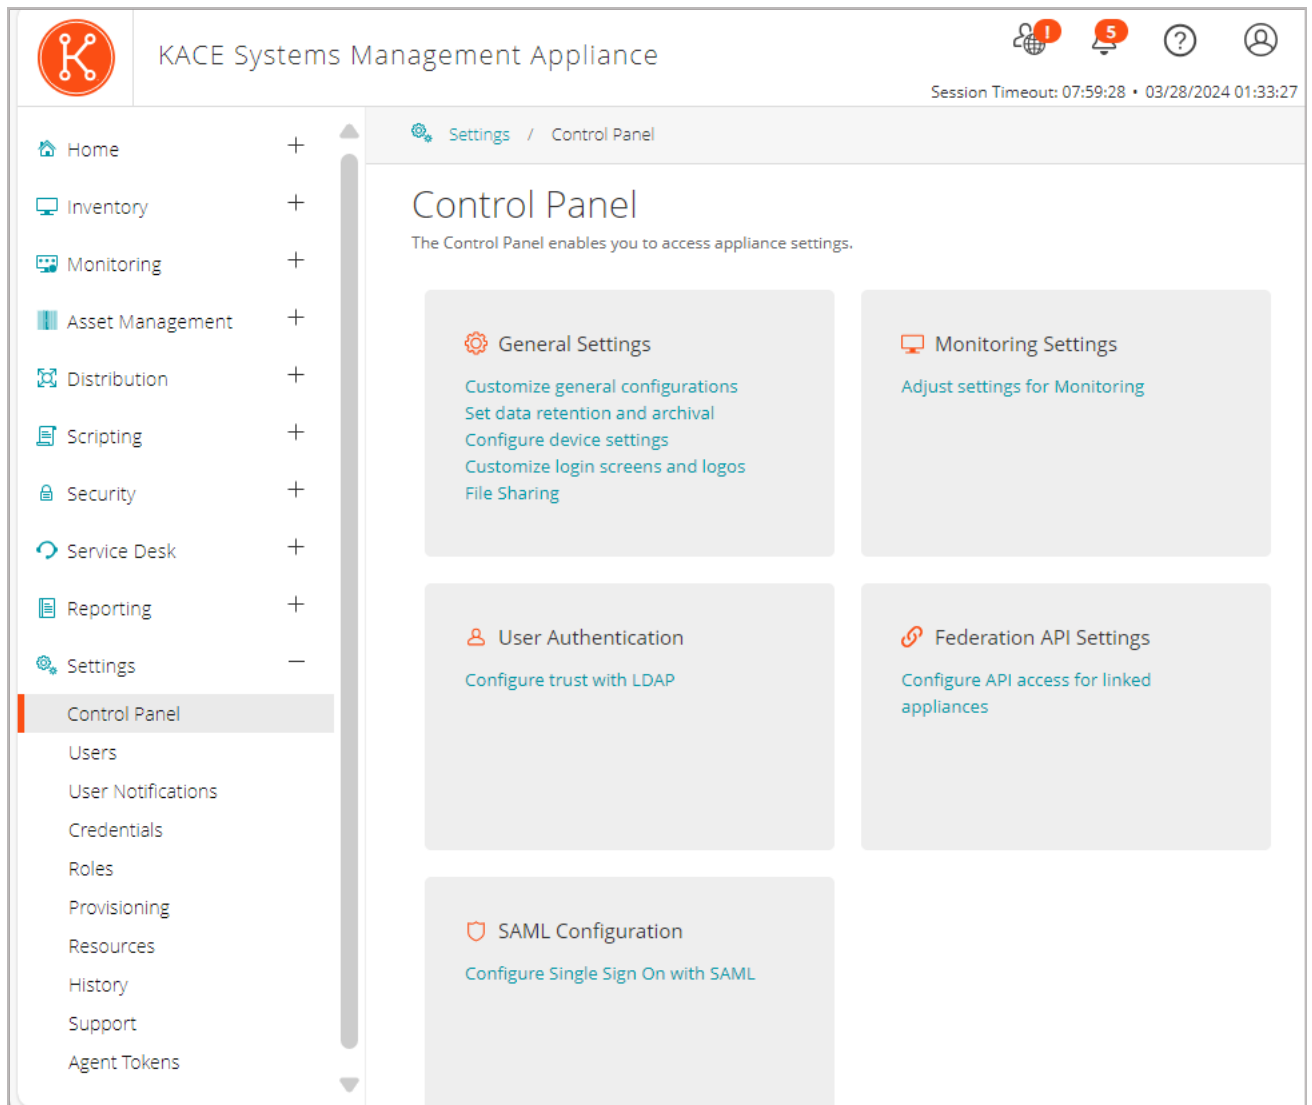 KACE Systems Management Appliance
!
5
?
Session Timeout: 07:59:28 • 03/28/2024 01:33:27
Home +
Inventory +
Monitoring +
Asset Management +
Distribution +
Scripting +
Security +
Service Desk +
Reporting +
Settings −
Control Panel
Users
User Notifications
Credentials
Roles
Provisioning
Resources
History
Support
Agent Tokens
Settings / Control Panel
Control Panel
The Control Panel enables you to access appliance settings.
General Settings
Customize general configurations
Set data retention and archival
Configure device settings
Customize login screens and logos
File Sharing
Monitoring Settings
Adjust settings for Monitoring
User Authentication
Configure trust with LDAP
Federation API Settings
Configure API access for linked
appliances
SAML Configuration
Configure Single Sign On with SAML